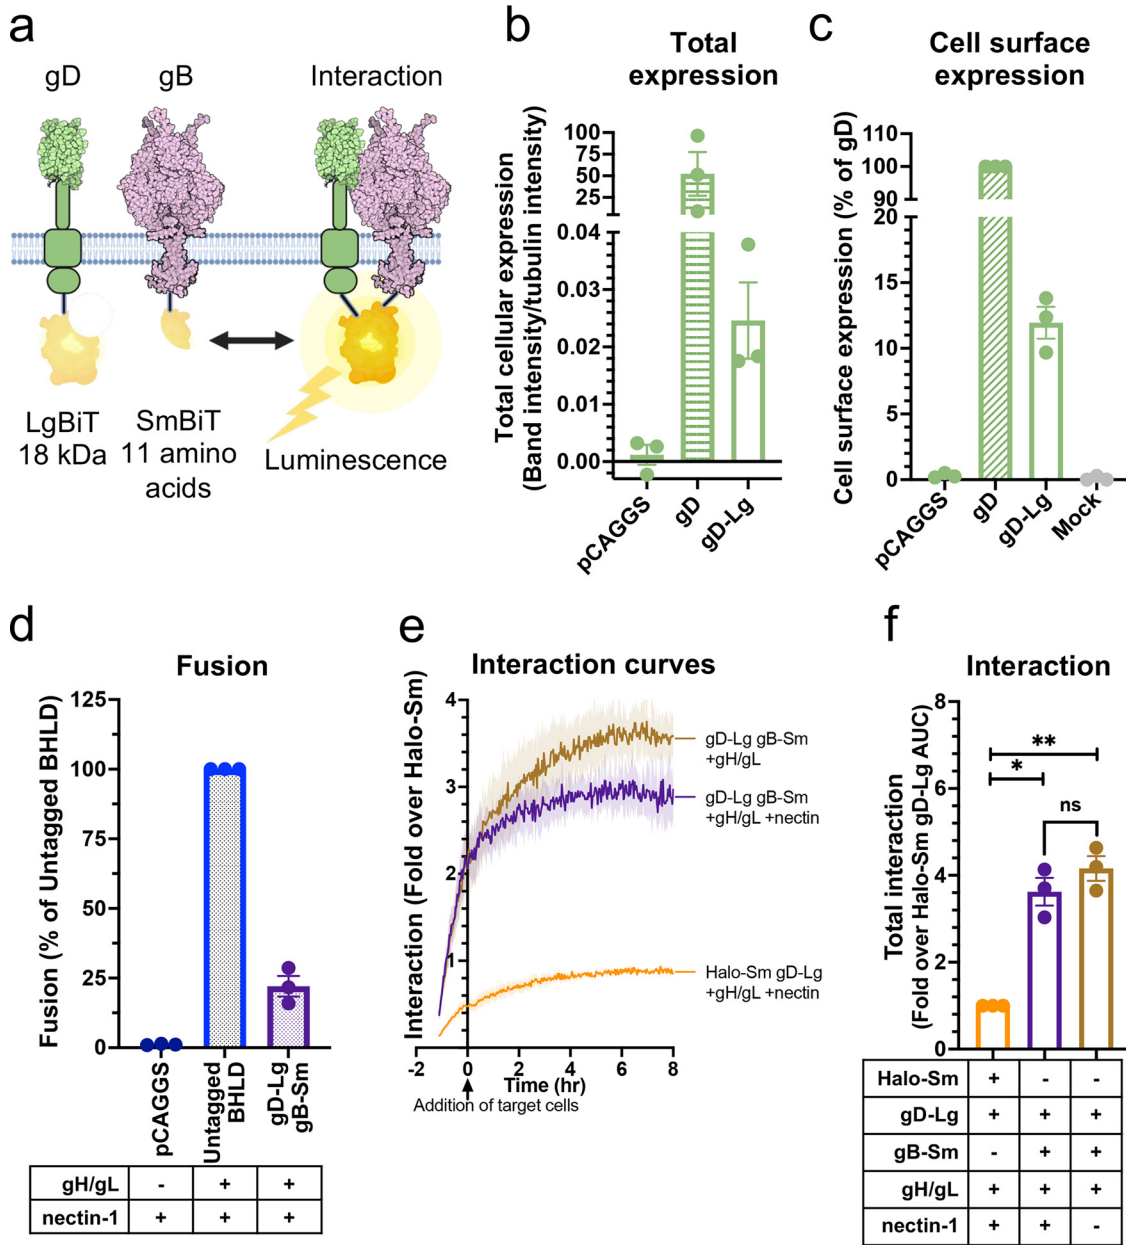 a
gD
gB
Interaction
LgBiT
18 kDa
SmBiT
11 amino
acids
Luminescence
b
Total
expression
Total cellular expression
(Band intensity/tubulin intensity)
100
75
50
25
0.04
0.03
0.02
0.01
0.00
pCAGGS
gD
gD-Lg
c
Cell surface
expression
Cell surface expression (% of gD)
110
100
90
20
15
10
5
0
pCAGGS
gD
gD-Lg
Mock
d
Fusion
Fusion (% of Untagged BHLD)
125
100
75
50
25
0
pCAGGS
Untagged
BHLD
gD-Lg
gB-Sm
gH/gL - + +
nectin-1 + + +
e
Interaction curves
Interaction (Fold over Halo-Sm)
4
3
2
1
-2 0 2 4 6 8
Time (hr)
Addition of target cells
gD-Lg gB-Sm
+gH/gL
gD-Lg gB-Sm
+gH/gL +nectin
Halo-Sm gD-Lg
+gH/gL +nectin
f
Interaction
Total interaction
(Fold over Halo-Sm gD-Lg AUC)
8
6
4
2
0
**
*
ns
Halo-Sm + - -
gD-Lg + + +
gB-Sm - + +
gH/gL + + +
nectin-1 + + -